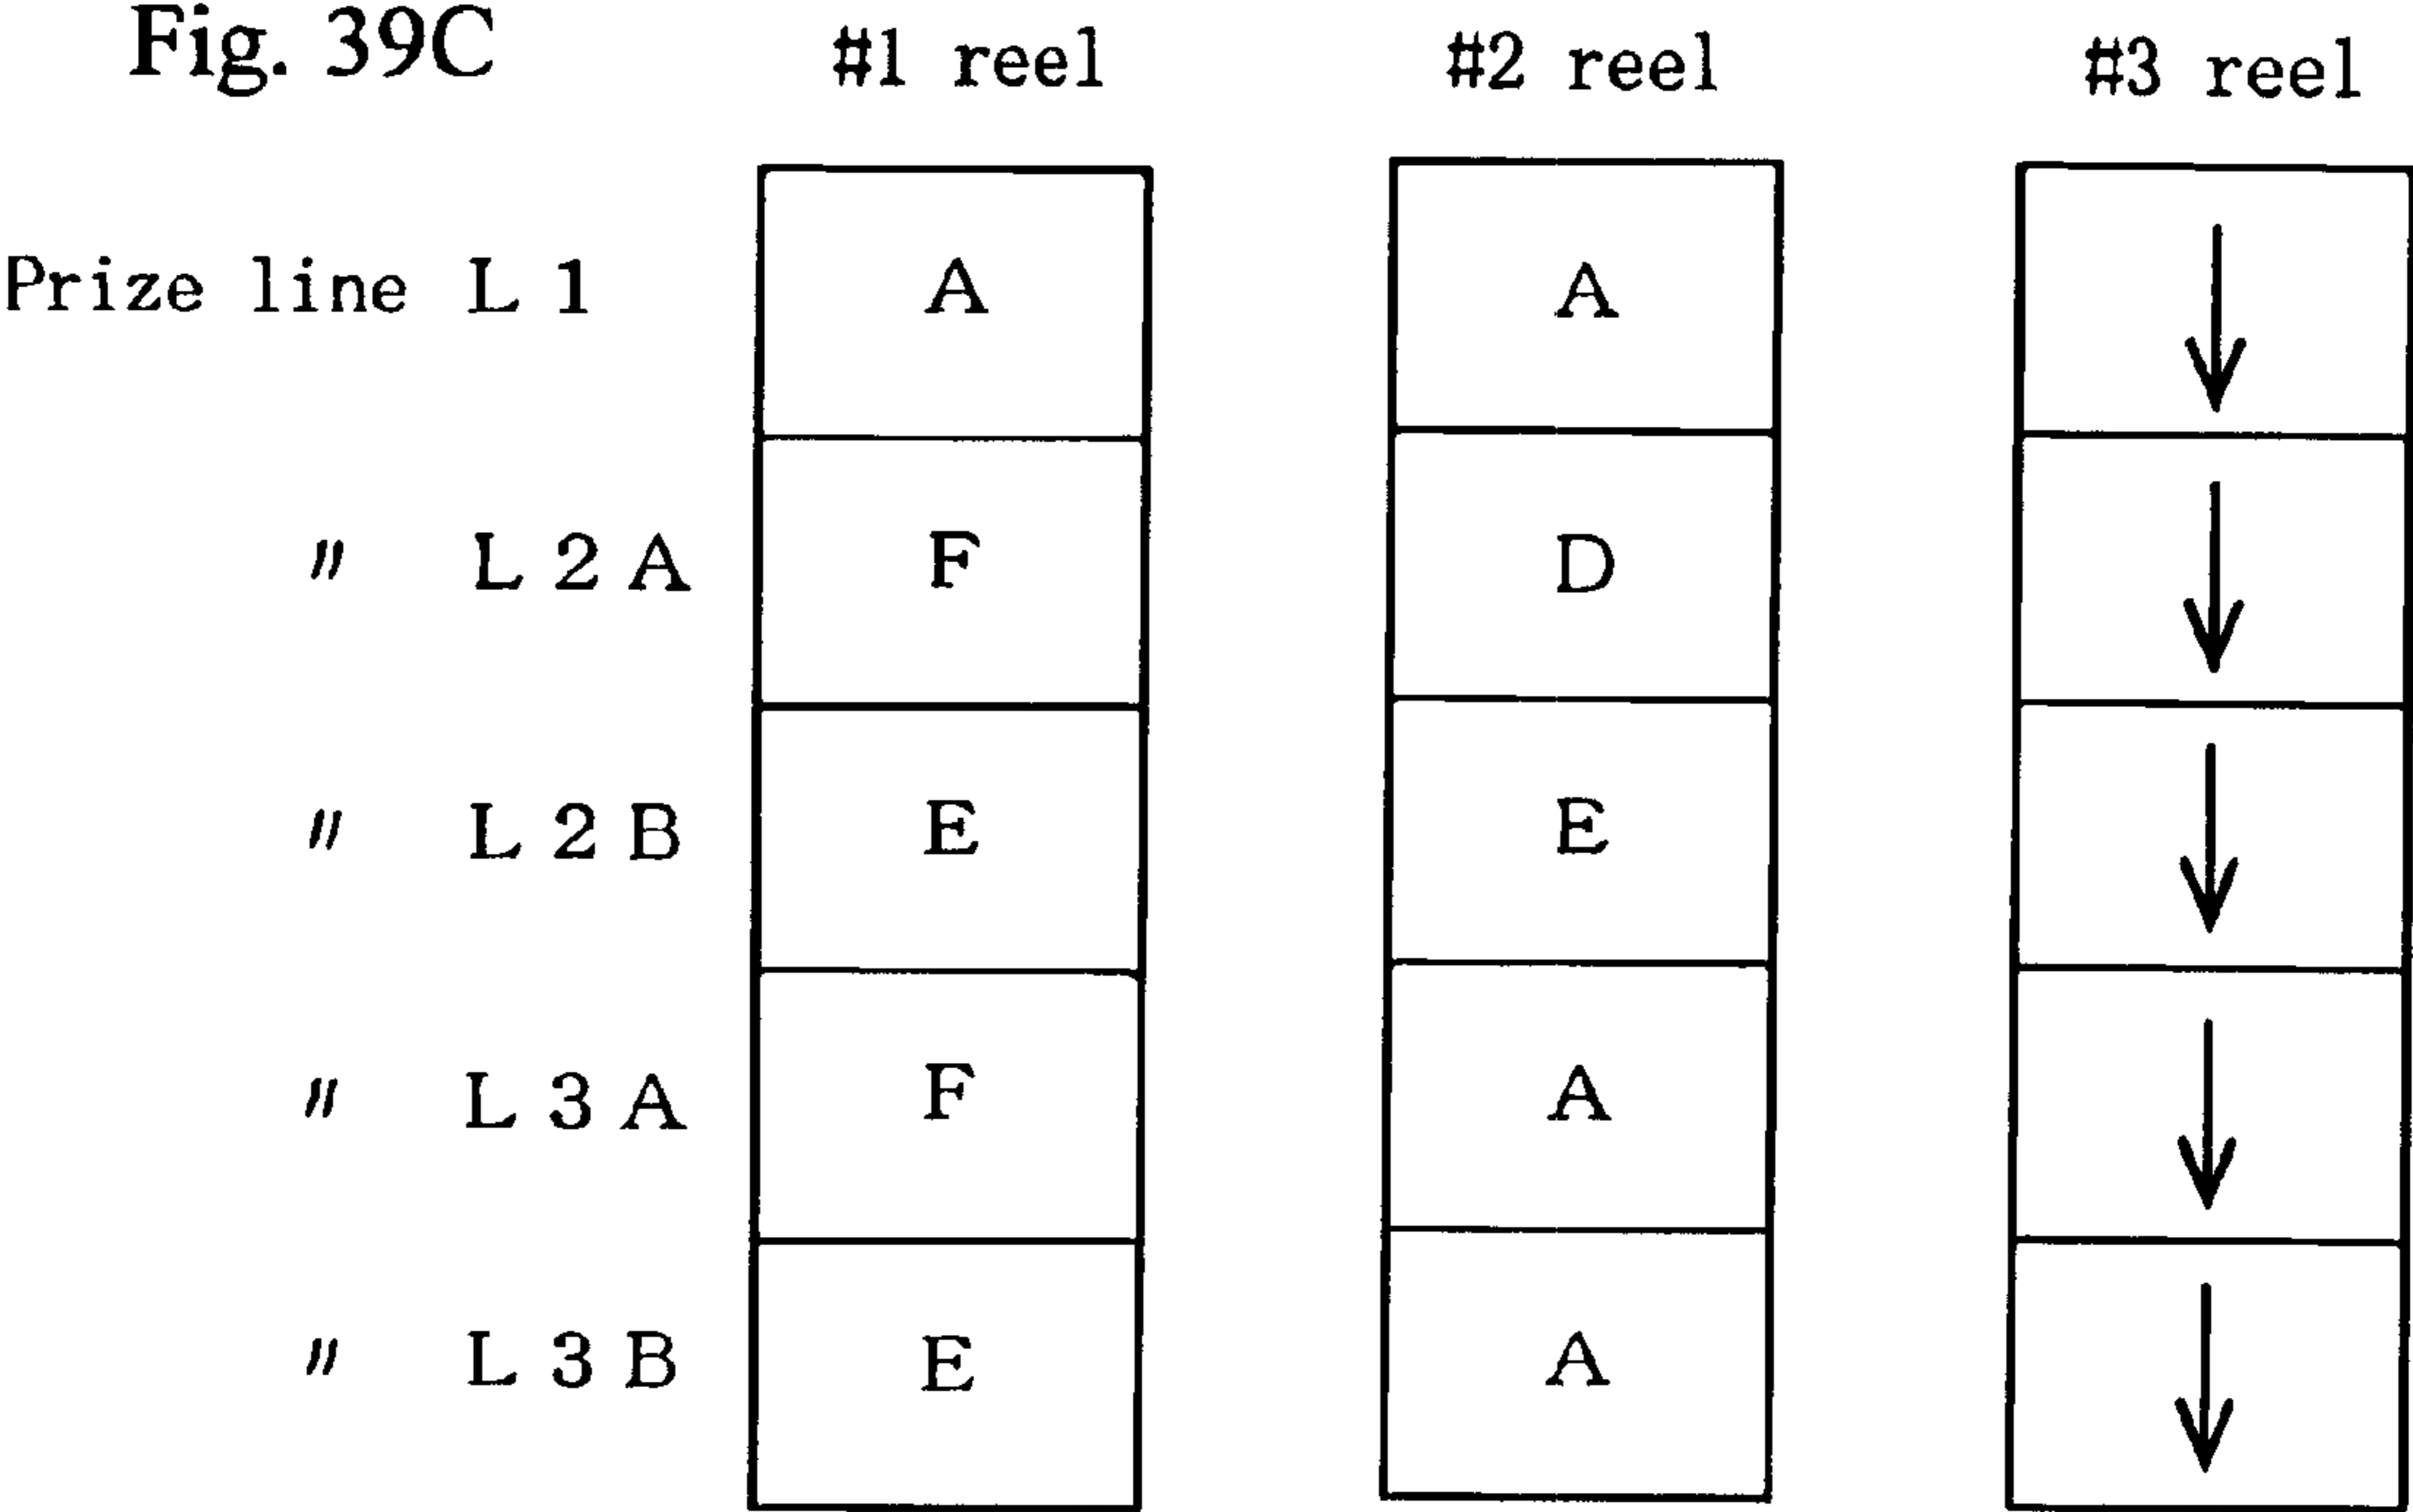 Fig. 39C #1 reel #2 reel #3 reel
Prize line L 1 A A ↓
〃 L 2 A F D ↓
〃 L 2 B E E ↓
〃 L 3 A F A ↓
〃 L 3 B E A ↓